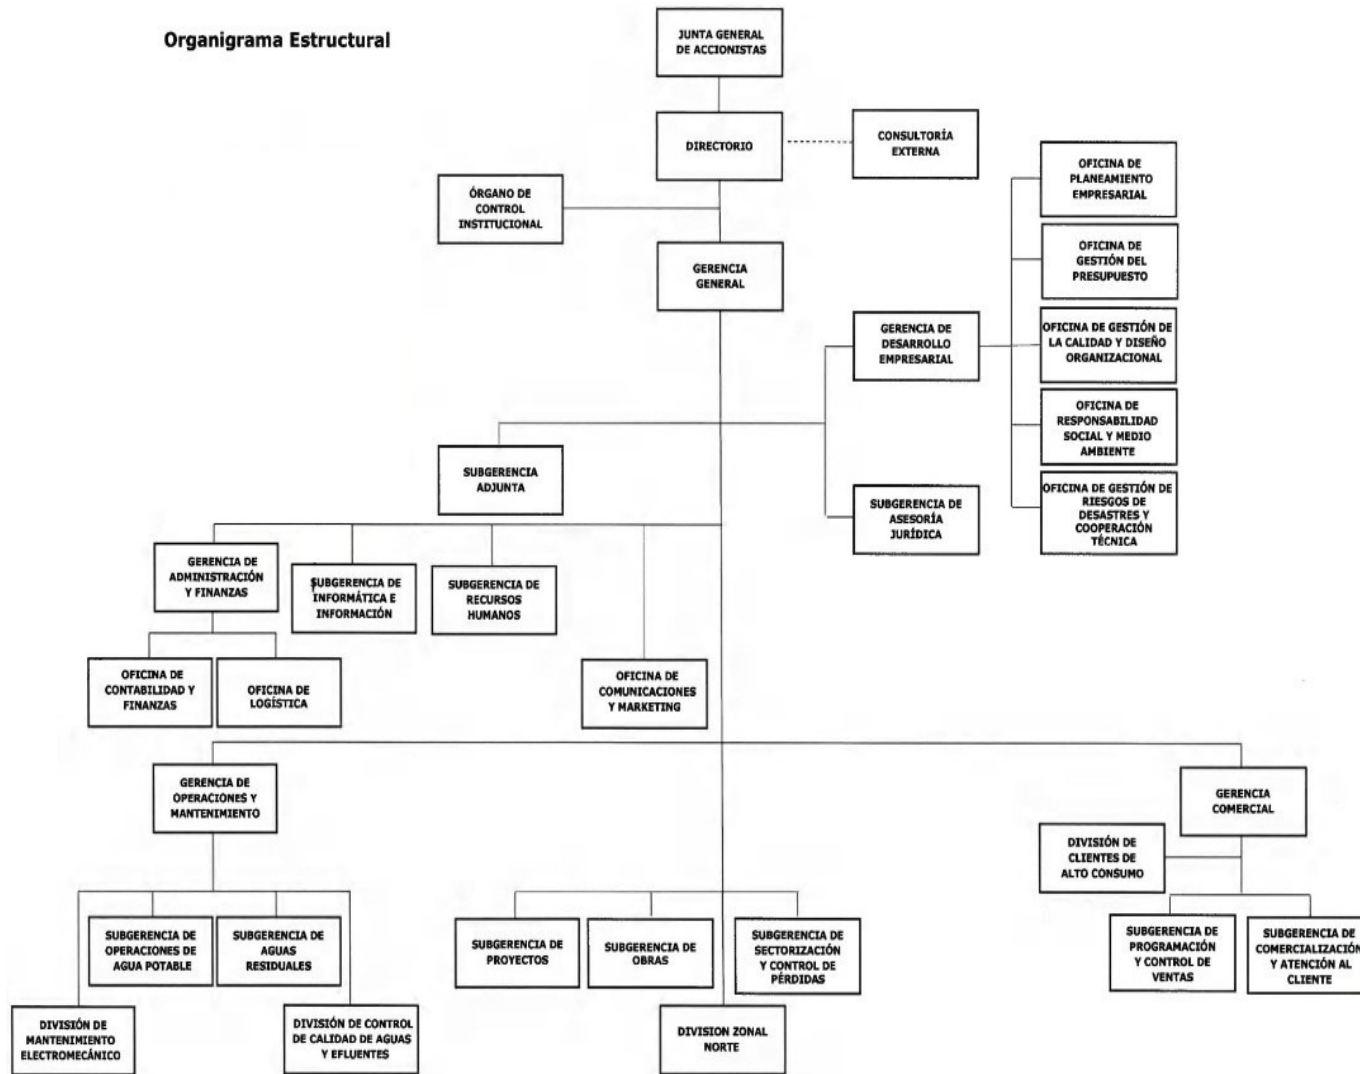 Organigrama Estructural
JUNTA GENERAL
DE ACCIONISTAS
DIRECTORIO
CONSULTORÍA
EXTERNA
ÓRGANO DE
CONTROL
INSTITUCIONAL
GERENCIA
GENERAL
OFICINA DE
PLANEAMIENTO
EMPRESARIAL
OFICINA DE
GESTIÓN DEL
PRESUPUESTO
GERENCIA DE
DESARROLLO
EMPRESARIAL
OFICINA DE GESTIÓN DE
LA CALIDAD Y DISEÑO
ORGANIZACIONAL
OFICINA DE
RESPONSABILIDAD
SOCIAL Y MEDIO
AMBIENTE
SUBGERENCIA
ADJUNTA
SUBGERENCIA DE
ASESORÍA
JURÍDICA
OFICINA DE GESTIÓN DE
RIESGOS DE
DESASTRES Y
COOPERACIÓN
TÉCNICA
GERENCIA DE
ADMINISTRACIÓN
Y FINANZAS
SUBGERENCIA DE
INFORMÁTICA E
INFORMACIÓN
SUBGERENCIA DE
RECURSOS
HUMANOS
OFICINA DE
CONTABILIDAD Y
FINANZAS
OFICINA DE
LOGÍSTICA
OFICINA DE
COMUNICACIONES
Y MARKETING
GERENCIA DE
OPERACIONES Y
MANTENIMIENTO
GERENCIA
COMERCIAL
DIVISIÓN DE
CLIENTES DE
ALTO CONSUMO
SUBGERENCIA DE
OPERACIONES DE
AGUA POTABLE
SUBGERENCIA DE
AGUAS
RESIDUALES
SUBGERENCIA DE
PROYECTOS
SUBGERENCIA DE
OBRAS
SUBGERENCIA DE
SECTORIZACIÓN
Y CONTROL DE
PÉRDIDAS
SUBGERENCIA DE
PROGRAMACIÓN
Y CONTROL DE
VENTAS
SUBGERENCIA DE
COMERCIALIZACIÓN
Y ATENCIÓN AL
CLIENTE
DIVISIÓN DE
MANTENIMIENTO
ELECTROMECÁNICO
DIVISIÓN DE CONTROL
DE CALIDAD DE AGUAS
Y EFLUENTES
DIVISION ZONAL
NORTE